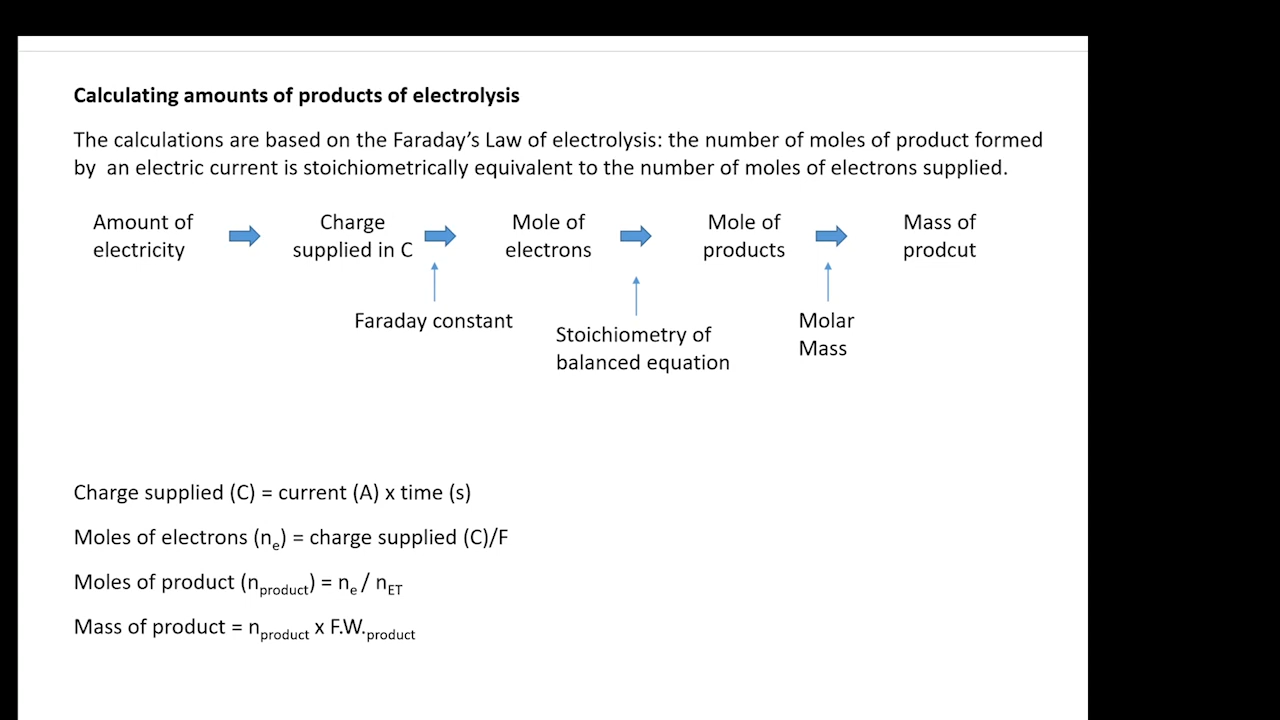 Calculating amounts of products of electrolysis
The calculations are based on the Faraday's Law of electrolysis: the number of moles of product formed
by an electric current is stoichiometrically equivalent to the number of moles of electrons supplied.
Amount of
electricity
Charge
supplied in C
Mole of
electrons
Mole of
products
Mass of
prodcut
Faraday constant
Stoichiometry of
balanced equation
Molar
Mass
Charge supplied (C) = current (A) x time (s)
Moles of electrons (nₑ) = charge supplied (C)/F
Moles of product (n_product) = nₑ / n_ET
Mass of product = n_product x F.W._product